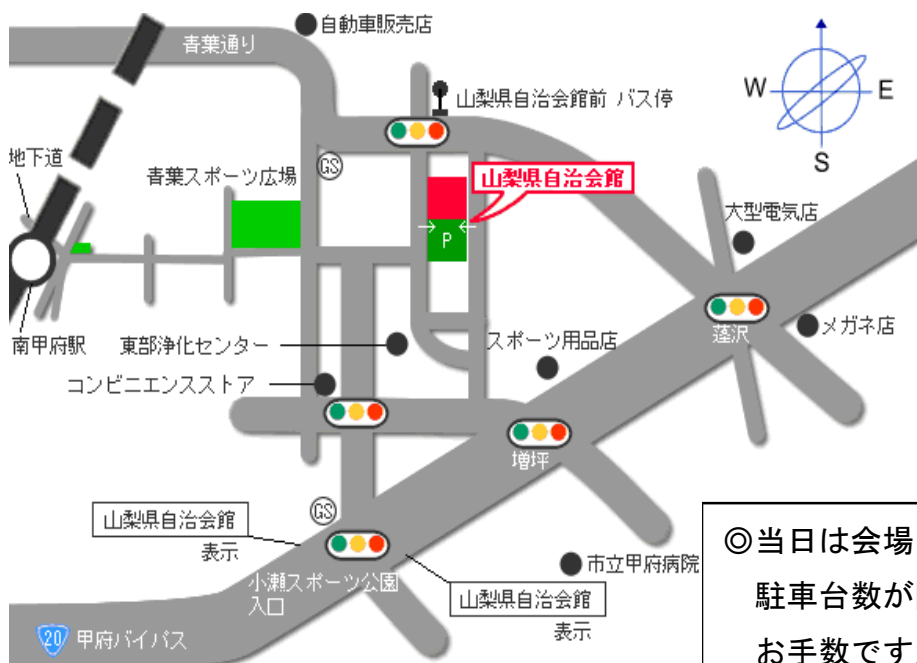 自動車販売店
青葉通り
W
E
S
山梨県自治会館前 バス停
地下道
GS
青葉スポーツ広場
山梨県自治会館
P
大型電気店
南甲府駅
東部浄化センター
スポーツ用品店
蓬沢
メガネ店
コンビニエンスストア
増坪
GS
山梨県自治会館
表示
小瀬スポーツ公園
入口
市立甲府病院
山梨県自治会館
表示
20 甲府バイパス
◎当日は会場
駐車台数が
お手数です